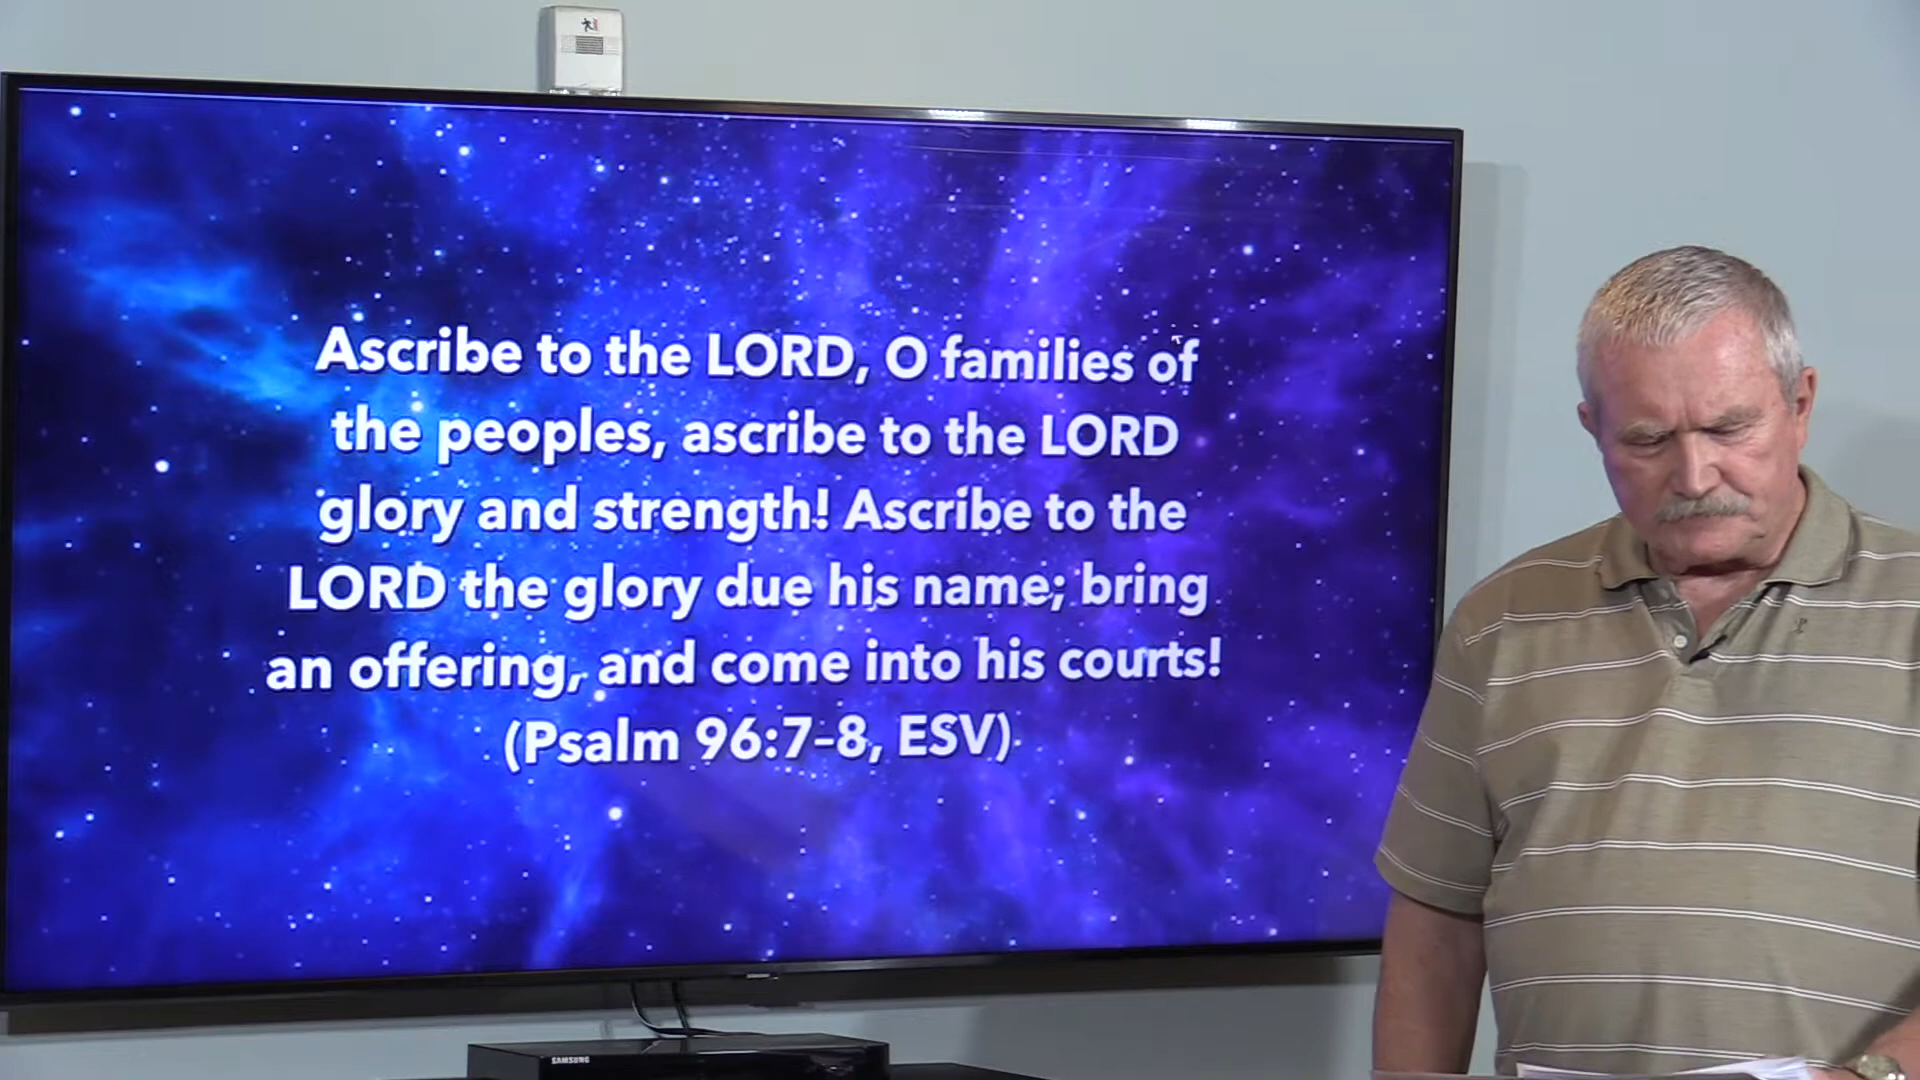 Ascribe to the LORD, O families of
the peoples, ascribe to the LORD
glory and strength! Ascribe to the
LORD the glory due his name; bring
an offering, and come into his courts!
(Psalm 96:7-8, ESV)
SAMSUNG